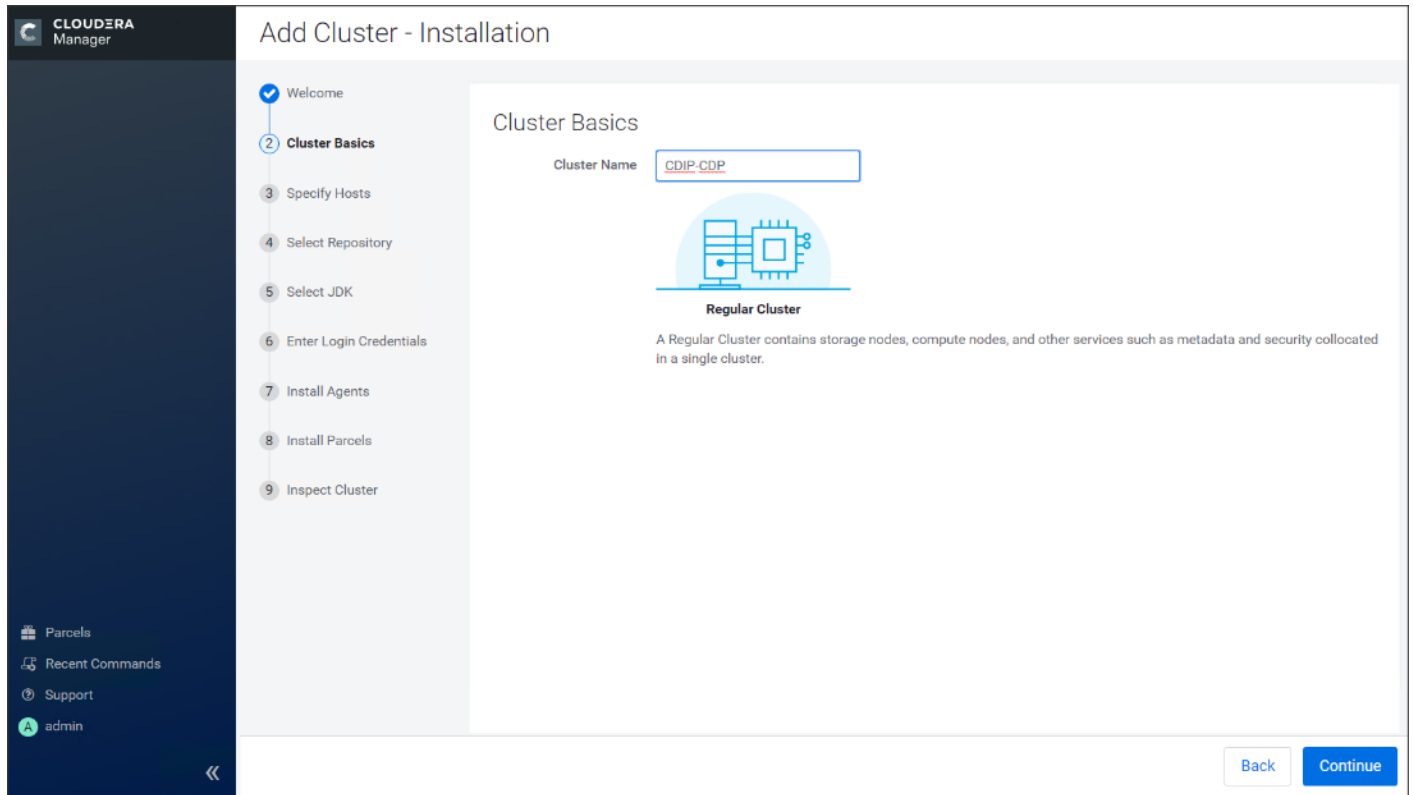 CLOUDERA
Manager
Add Cluster - Installation
Welcome
2 Cluster Basics
3 Specify Hosts
4 Select Repository
5 Select JDK
6 Enter Login Credentials
7 Install Agents
8 Install Parcels
9 Inspect Cluster
Cluster Basics
Cluster Name CDIP-CDP
Regular Cluster
A Regular Cluster contains storage nodes, compute nodes, and other services such as metadata and security collocated
in a single cluster.
Parcels
Recent Commands
Support
A admin
Back Continue